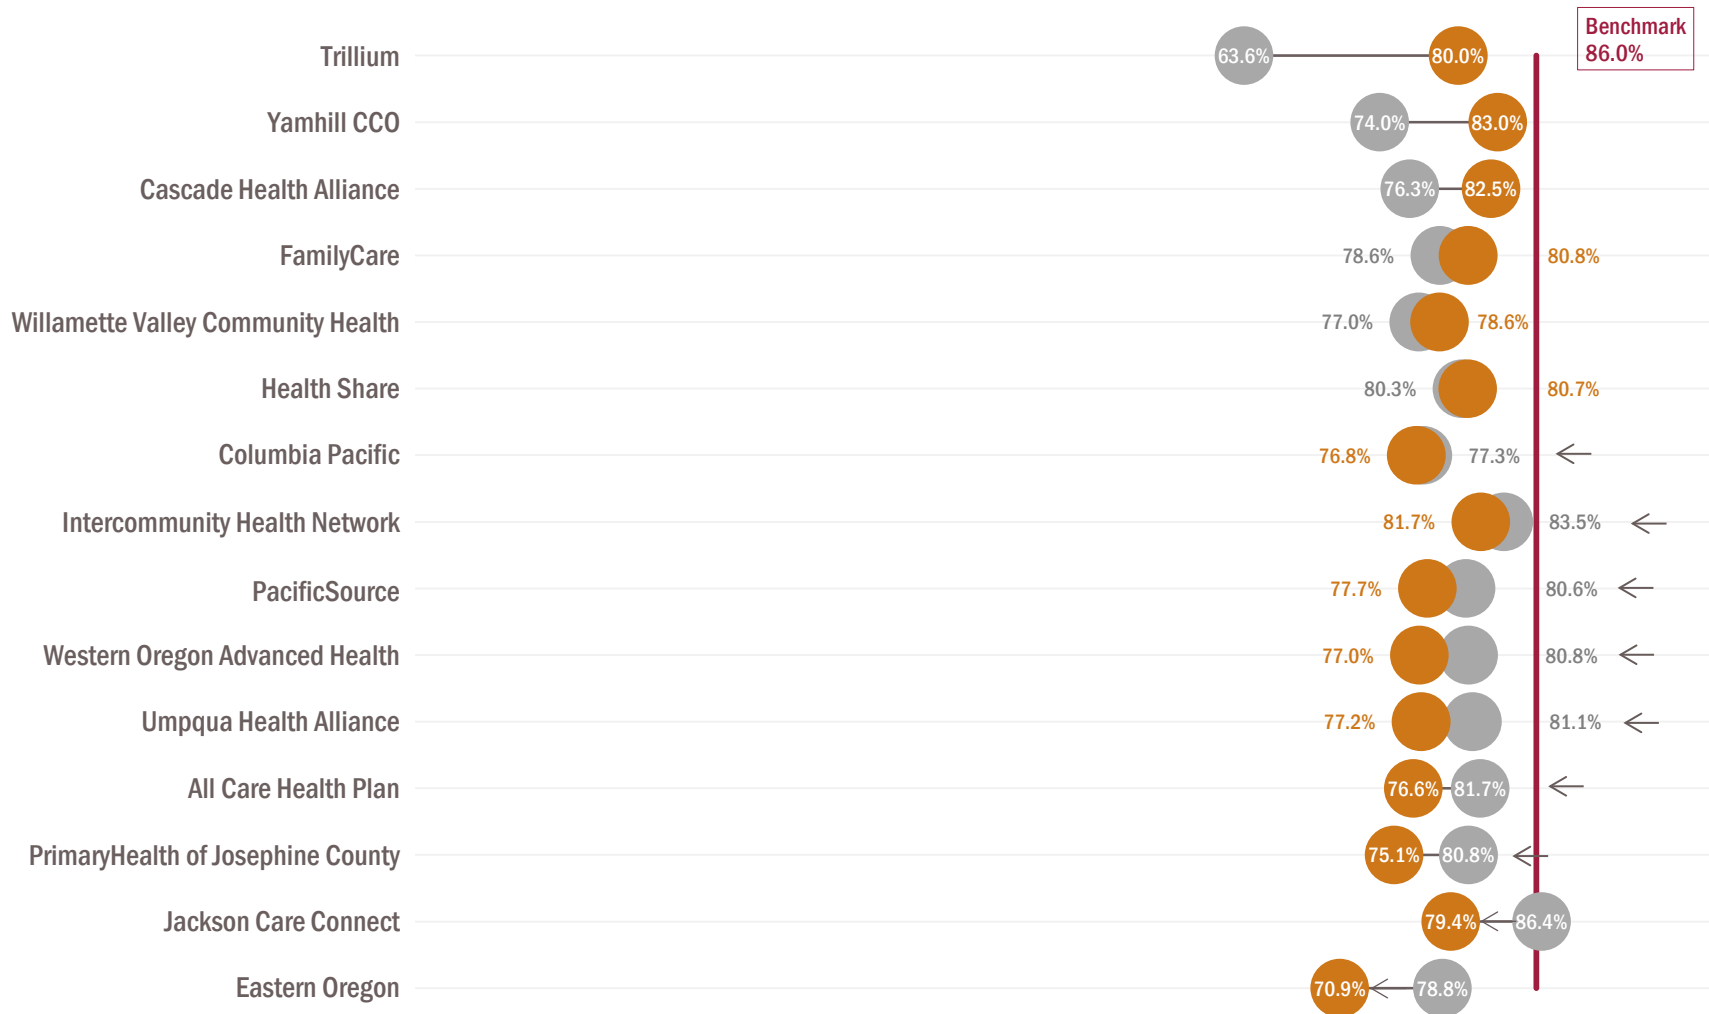 Benchmark
86.0%
Trillium 63.6% 80.0%
Yamhill CCO 74.0% 83.0%
Cascade Health Alliance 76.3% 82.5%
FamilyCare 78.6% 80.8%
Willamette Valley Community Health 77.0% 78.6%
Health Share 80.3% 80.7%
Columbia Pacific 76.8% 77.3%
Intercommunity Health Network 81.7% 83.5%
PacificSource 77.7% 80.6%
Western Oregon Advanced Health 77.0% 80.8%
Umpqua Health Alliance 77.2% 81.1%
All Care Health Plan 76.6% 81.7%
PrimaryHealth of Josephine County 75.1% 80.8%
Jackson Care Connect 79.4% 86.4%
Eastern Oregon 70.9% 78.8%